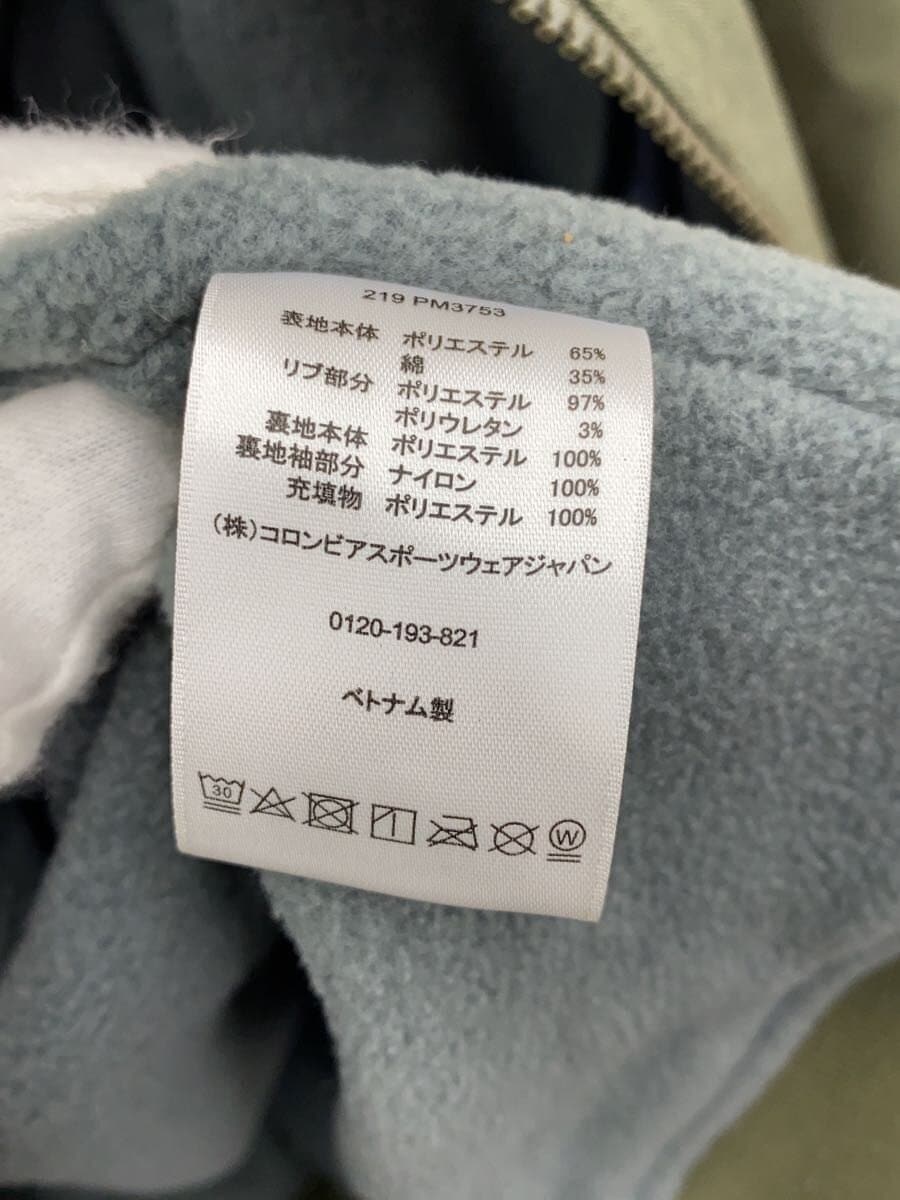 219 PM3753
表地本体 ポリエステル 65%
綿 35%
リブ部分 ポリエステル 97%
ポリウレタン 3%
裏地本体 ポリエステル 100%
裏地袖部分 ナイロン 100%
充填物 ポリエステル 100%
(株)コロンビアスポーツウェアジャパン
0120-193-821
ベトナム製
30 W